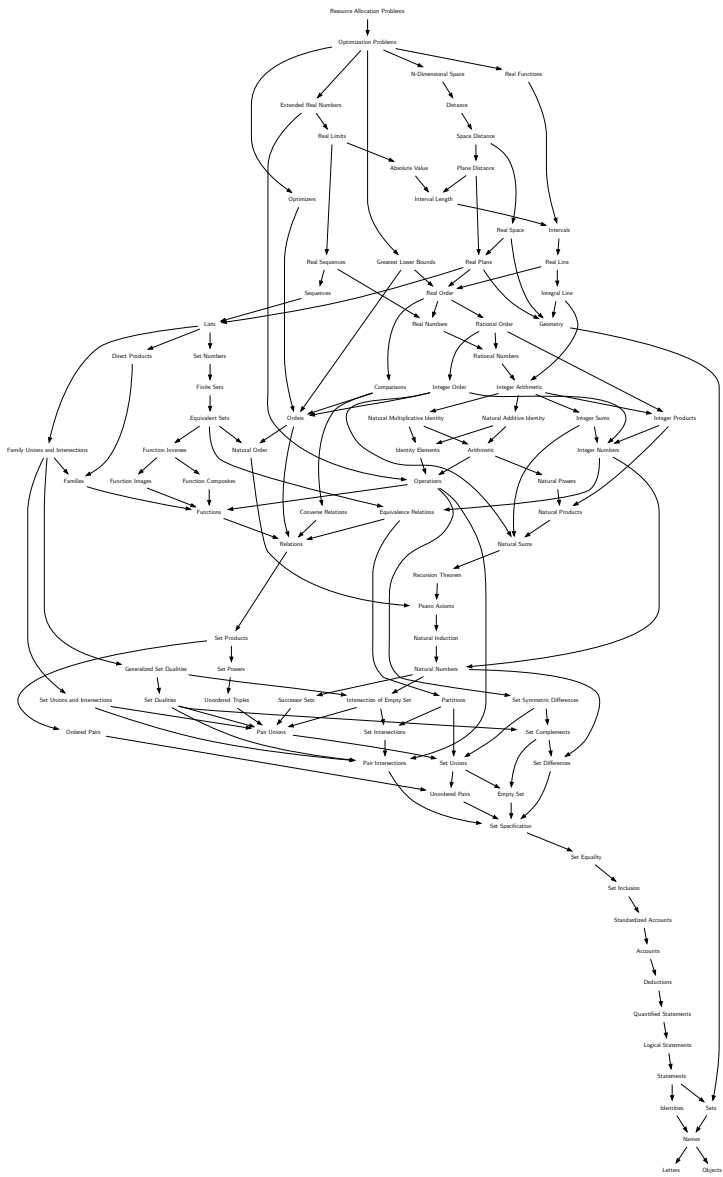 Resource Allocation Problems
Optimization Problems
N-Dimensional Space
Real Functions
Extended Real Numbers
Distance
Real Limits
Space Distance
Absolute Value
Plane Distance
Optimizers
Interval Length
Real Space
Intervals
Real Sequences
Greatest Lower Bounds
Real Plane
Real Line
Sequences
Real Order
Integral Line
Lists
Real Numbers
Rational Order
Geometry
Direct Products
Set Numbers
Rational Numbers
Finite Sets
Comparisons
Integer Order
Integer Arithmetic
Equivalent Sets
Orders
Natural Multiplicative Identity
Natural Additive Identity
Integer Sums
Integer Products
Family Unions and Intersections
Function Inverses
Natural Order
Identity Elements
Arithmetic
Integer Numbers
Families
Function Images
Function Composites
Operations
Natural Powers
Functions
Converse Relations
Equivalence Relations
Natural Products
Relations
Natural Sums
Recursion Theorem
Peano Axioms
Set Products
Natural Induction
Generalized Set Dualities
Set Powers
Natural Numbers
Set Unions and Intersections
Set Dualities
Unordered Triples
Successor Sets
Intersection of Empty Set
Partitions
Set Symmetric Differences
Ordered Pairs
Pair Unions
Set Intersections
Set Complements
Pair Intersections
Set Unions
Set Differences
Unordered Pairs
Empty Set
Set Specification
Set Equality
Set Inclusion
Standardized Accounts
Accounts
Deductions
Quantified Statements
Logical Statements
Statements
Identities
Sets
Names
Letters
Objects